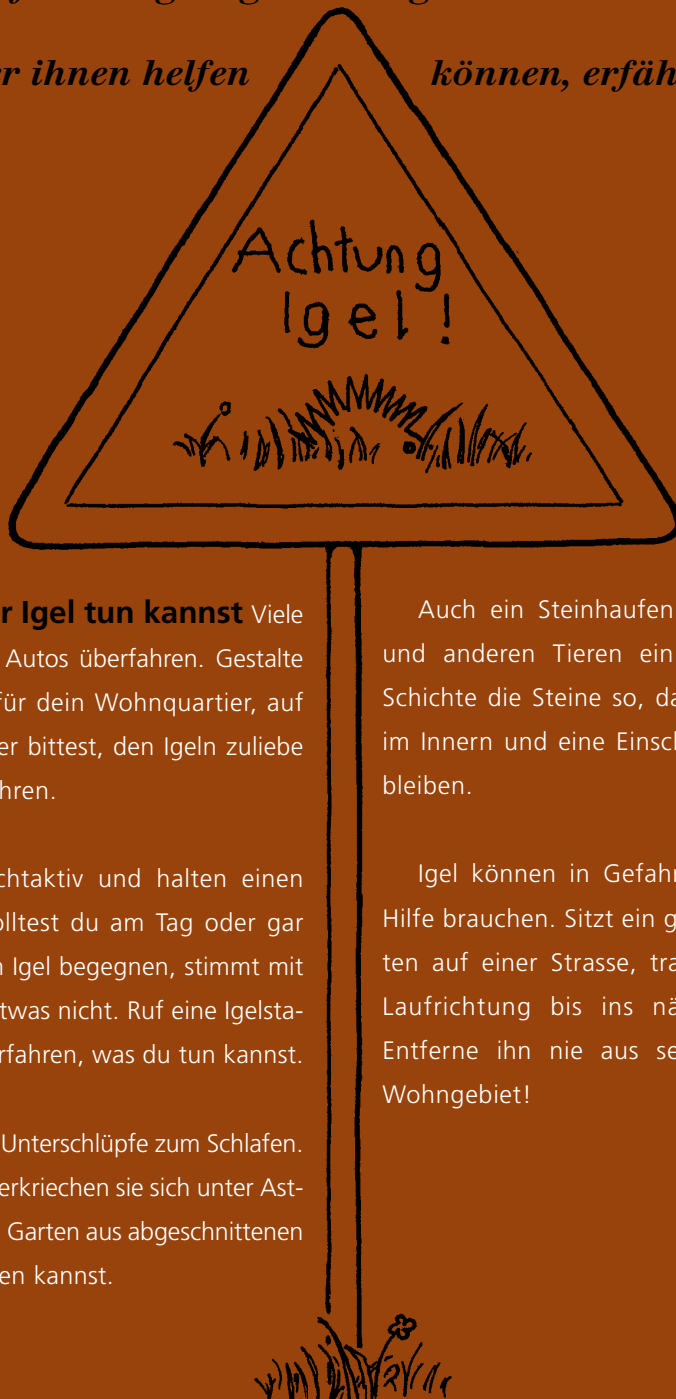 er ihnen helfen können, erfäh
Achtung
Igel!
r Igel tun kannst Viele
Autos überfahren. Gestalte
für dein Wohnquartier, auf
er bittest, den Igeln zuliebe
hren.
chtaktiv und halten einen
olltest du am Tag oder gar
n Igel begegnen, stimmt mit
etwas nicht. Ruf eine Igelsta-
rfahren, was du tun kannst.
Unterschlüpfe zum Schlafen.
erkriechen sie sich unter Ast-
Garten aus abgeschnittenen
en kannst.
Auch ein Steinhaufen
und anderen Tieren ein
Schichte die Steine so, da
im Innern und eine Einsch
bleiben.
Igel können in Gefahr
Hilfe brauchen. Sitzt ein g
ten auf einer Strasse, tra
Laufrichtung bis ins nä
Entferne ihn nie aus se
Wohngebiet!